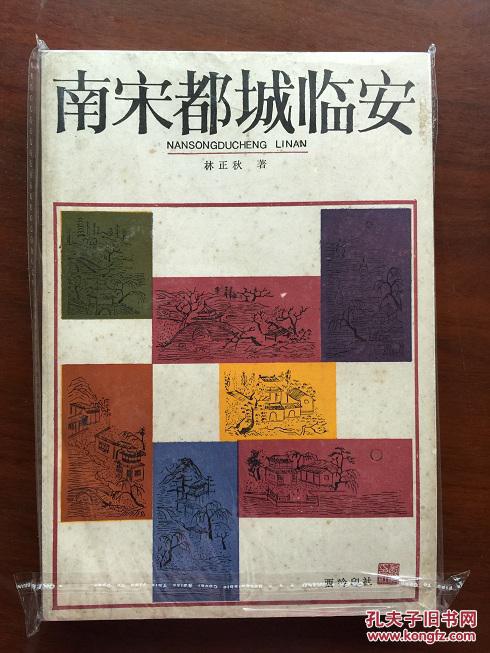 南宋都城临安
NANSONGDUCHENG LINAN
林正秋 著
西泠印社
孔夫子旧书网
www.kongfz.com